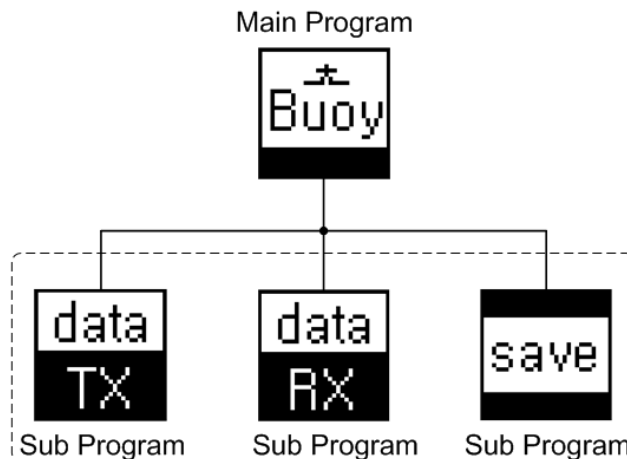 Main Program
Buoy
data
TX
data
RX
save
Sub Program
Sub Program
Sub Program